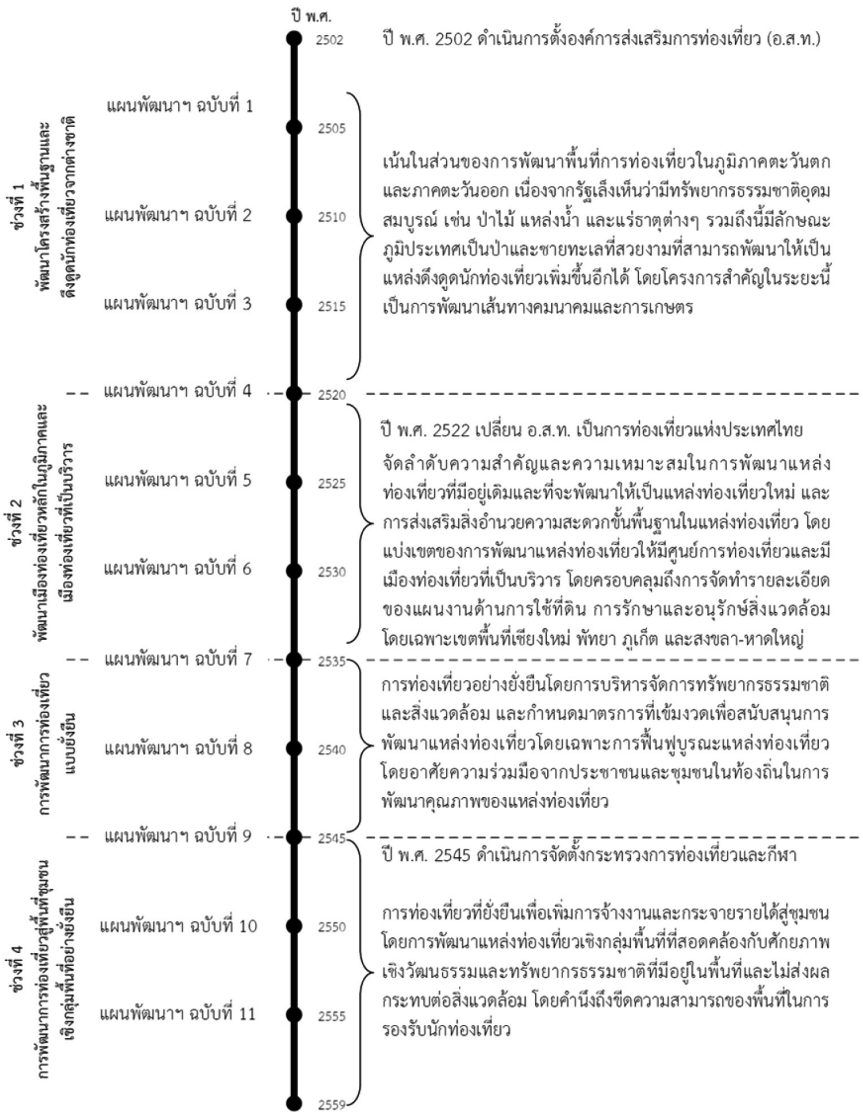 ปี พ.ศ.
2502
ปี พ.ศ. 2502 ดำเนินการตั้งองค์การส่งเสริมการท่องเที่ยว (อ.ส.ท.)
ช่วงที่ 1
พัฒนาโครงสร้างพื้นฐานและ
ดึงดูดนักท่องเที่ยวจากต่างชาติ
แผนพัฒนาฯ ฉบับที่ 1
2505
แผนพัฒนาฯ ฉบับที่ 2
2510
แผนพัฒนาฯ ฉบับที่ 3
2515
เน้นในส่วนของการพัฒนาพื้นที่การท่องเที่ยวในภูมิภาคตะวันตก
และภาคตะวันออก เนื่องจากรัฐเล็งเห็นว่ามีทรัพยากรธรรมชาติอุดม
สมบูรณ์ เช่น ป่าไม้ แหล่งน้ำ และแร่ธาตุต่างๆ รวมถึงนี้มีลักษณะ
ภูมิประเทศเป็นป่าและชายทะเลที่สวยงามที่สามารถพัฒนาให้เป็น
แหล่งดึงดูดนักท่องเที่ยวเพิ่มขึ้นอีกได้ โดยโครงการสำคัญในระยะนี้
เป็นการพัฒนาเส้นทางคมนาคมและการเกษตร
แผนพัฒนาฯ ฉบับที่ 4
2520
ช่วงที่ 2
พัฒนาเมืองท่องเที่ยวหลักในภูมิภาคและ
เมืองท่องเที่ยวที่เป็นบริวาร
แผนพัฒนาฯ ฉบับที่ 5
2525
แผนพัฒนาฯ ฉบับที่ 6
2530
ปี พ.ศ. 2522 เปลี่ยน อ.ส.ท. เป็นการท่องเที่ยวแห่งประเทศไทย
จัดลำดับความสำคัญและความเหมาะสมในการพัฒนาแหล่ง
ท่องเที่ยวที่มีอยู่เดิมและที่จะพัฒนาให้เป็นแหล่งท่องเที่ยวใหม่ และ
การส่งเสริมสิ่งอำนวยความสะดวกขั้นพื้นฐานในแหล่งท่องเที่ยว โดย
แบ่งเขตของการพัฒนาแหล่งท่องเที่ยวให้มีศูนย์การท่องเที่ยวและมี
เมืองท่องเที่ยวที่เป็นบริวาร โดยครอบคลุมถึงการจัดทำรายละเอียด
ของแผนงานด้านการใช้ที่ดิน การรักษาและอนุรักษ์สิ่งแวดล้อม
โดยเฉพาะเขตพื้นที่เชียงใหม่ พัทยา ภูเก็ต และสงขลา-หาดใหญ่
แผนพัฒนาฯ ฉบับที่ 7
2535
ช่วงที่ 3
การพัฒนาการท่องเที่ยว
แบบยั่งยืน
แผนพัฒนาฯ ฉบับที่ 8
2540
การท่องเที่ยวอย่างยั่งยืนโดยการบริหารจัดการทรัพยากรธรรมชาติ
และสิ่งแวดล้อม และกำหนดมาตรการที่เข้มงวดเพื่อสนับสนุนการ
พัฒนาแหล่งท่องเที่ยวโดยเฉพาะการฟื้นฟูบูรณะแหล่งท่องเที่ยว
โดยอาศัยความร่วมมือจากประชาชนและชุมชนในท้องถิ่นในการ
พัฒนาคุณภาพของแหล่งท่องเที่ยว
แผนพัฒนาฯ ฉบับที่ 9
2545
ช่วงที่ 4
การพัฒนาการท่องเที่ยวสู่พื้นที่ชุมชน
เชิงกลุ่มพื้นที่อย่างยั่งยืน
แผนพัฒนาฯ ฉบับที่ 10
2550
แผนพัฒนาฯ ฉบับที่ 11
2555
ปี พ.ศ. 2545 ดำเนินการจัดตั้งกระทรวงการท่องเที่ยวและกีฬา
การท่องเที่ยวที่ยั่งยืนเพื่อเพิ่มการจ้างงานและกระจายรายได้สู่ชุมชน
โดยการพัฒนาแหล่งท่องเที่ยวเชิงกลุ่มพื้นที่ที่สอดคล้องกับศักยภาพ
เชิงวัฒนธรรมและทรัพยากรธรรมชาติที่มีอยู่ในพื้นที่และไม่ส่งผล
กระทบต่อสิ่งแวดล้อม โดยคำนึงถึงขีดความสามารถของพื้นที่ในการ
รองรับนักท่องเที่ยว
2559